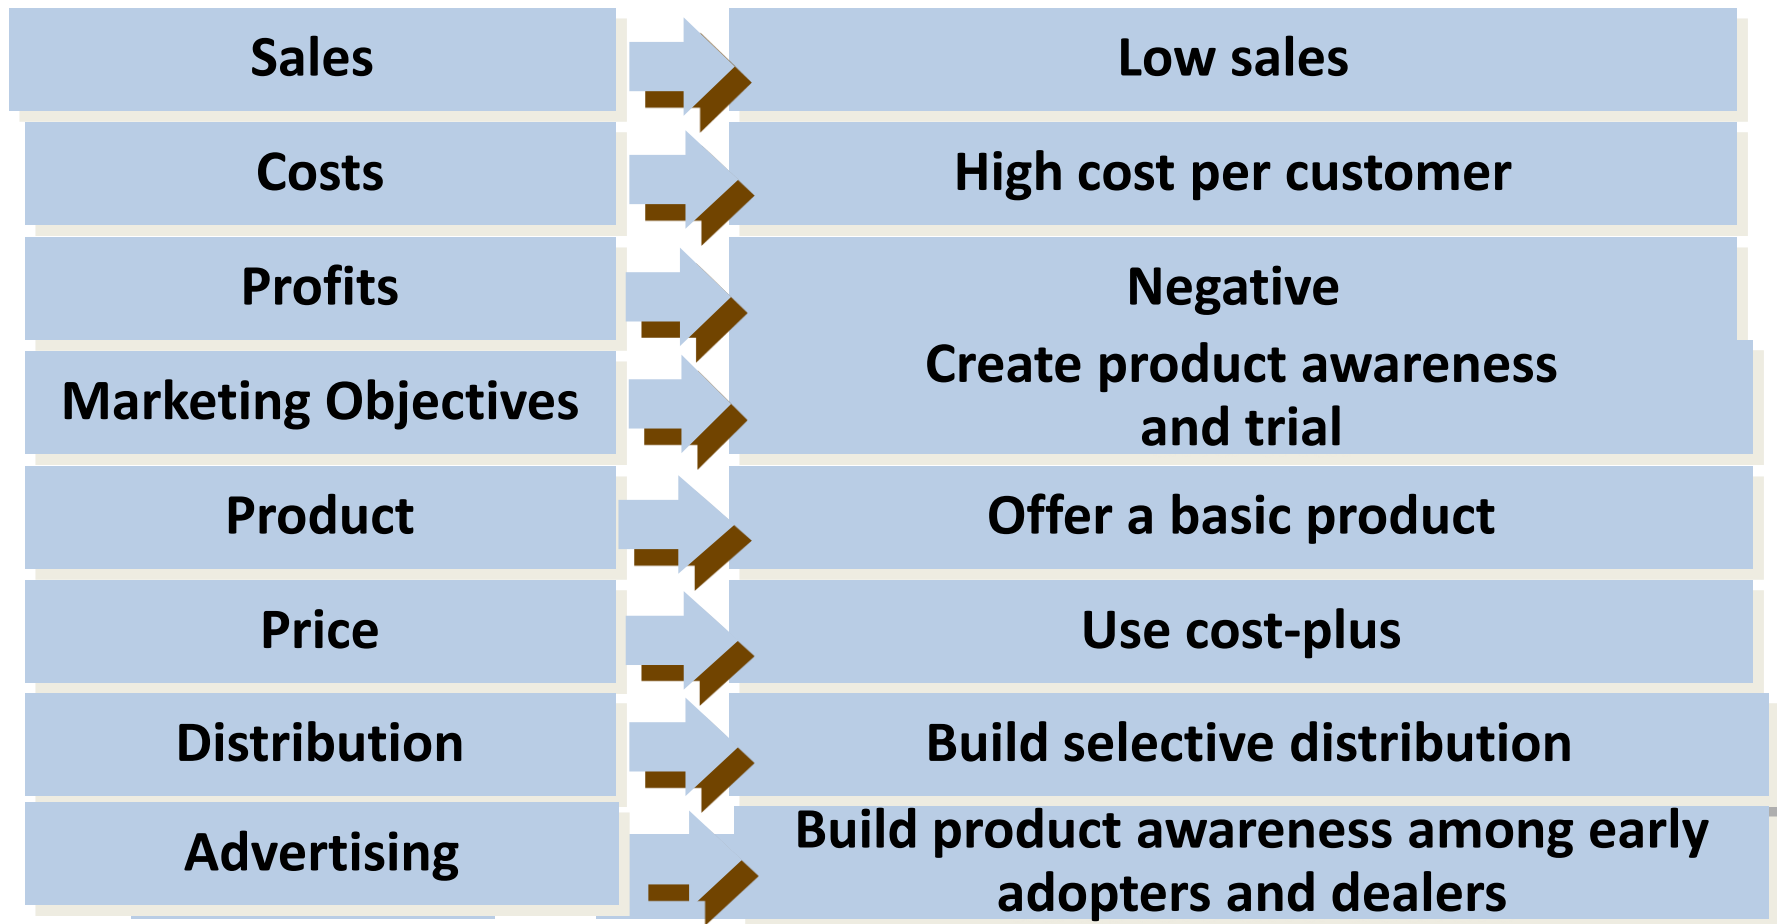 Sales
Low sales
Costs
High cost per customer
Profits
Negative
Marketing Objectives
Create product awareness
and trial
Product
Offer a basic product
Price
Use cost-plus
Distribution
Build selective distribution
Advertising
Build product awareness among early
adopters and dealers